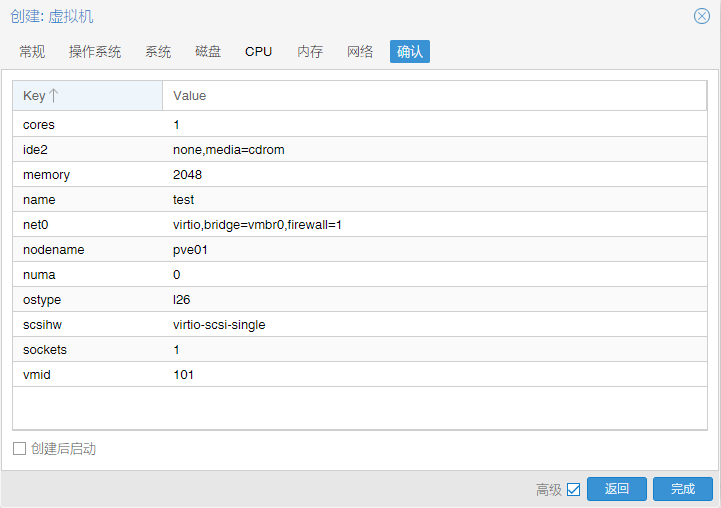 创建: 虚拟机
常规 操作系统 系统 磁盘 CPU 内存 网络 确认
Key Value
cores 1
ide2 none,media=cdrom
memory 2048
name test
net0 virtio,bridge=vmbr0,firewall=1
nodename pve01
numa 0
ostype l26
scsihw virtio-scsi-single
sockets 1
vmid 101
创建后启动
高级 返回 完成